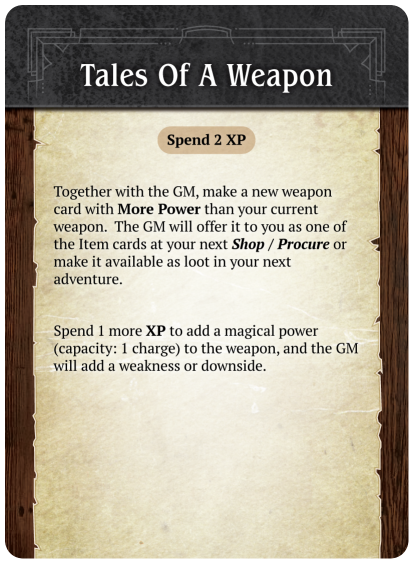 Tales Of A Weapon
Spend 2 XP
Together with the GM, make a new weapon
card with More Power than your current
weapon.  The GM will offer it to you as one of
the Item cards at your next Shop / Procure or
make it available as loot in your next
adventure.
Spend 1 more XP to add a magical power
(capacity: 1 charge) to the weapon, and the GM
will add a weakness or downside.